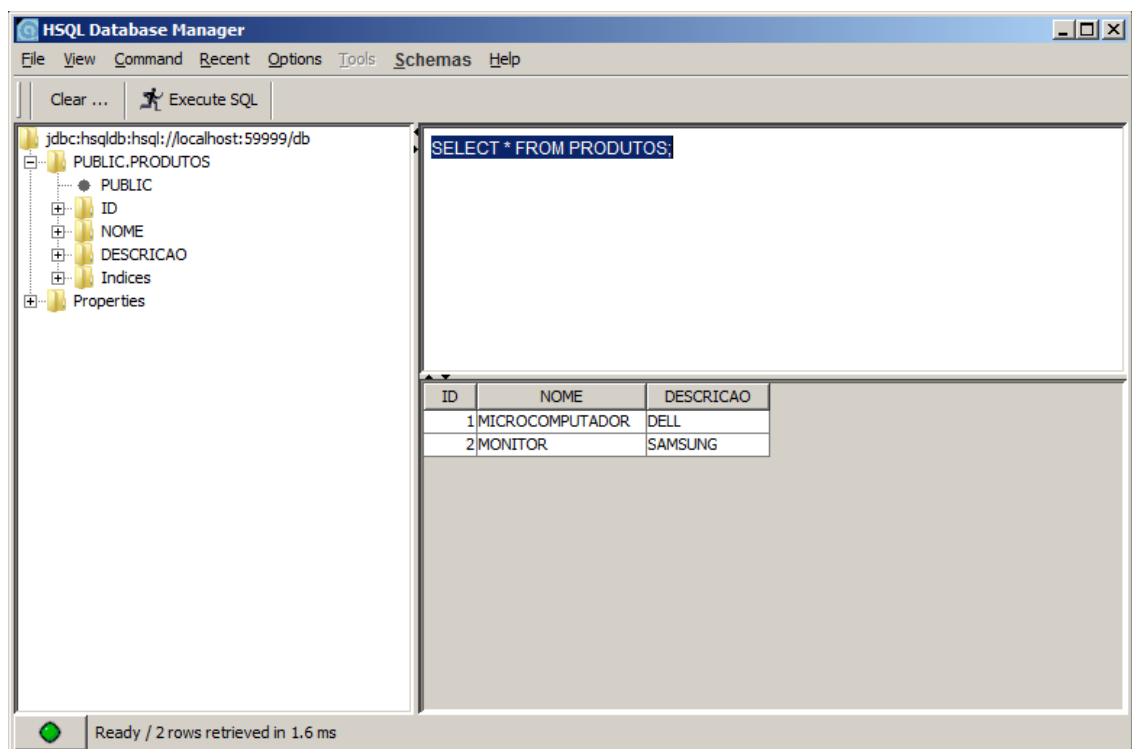 HSQL Database Manager
File View Command Recent Options Tools Schemas Help
Clear ... Execute SQL
jdbc:hsqldb:hsql://localhost:59999/db
PUBLIC.PRODUTOS
PUBLIC
ID
NOME
DESCRICAO
Indices
Properties
SELECT * FROM PRODUTOS;
ID NOME DESCRICAO
1 MICROCOMPUTADOR DELL
2 MONITOR SAMSUNG
Ready / 2 rows retrieved in 1.6 ms